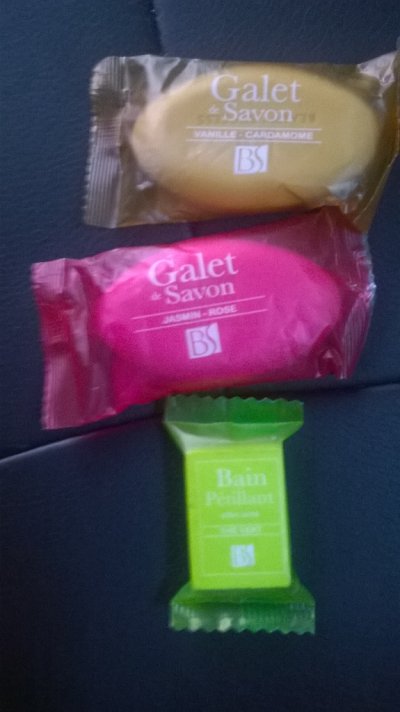 Galet
de Savon
VANILLE - CARDAMOME
BS
Galet
de Savon
JASMIN - ROSE
BS
Bain
Pétillant
THÉ VERT
BS